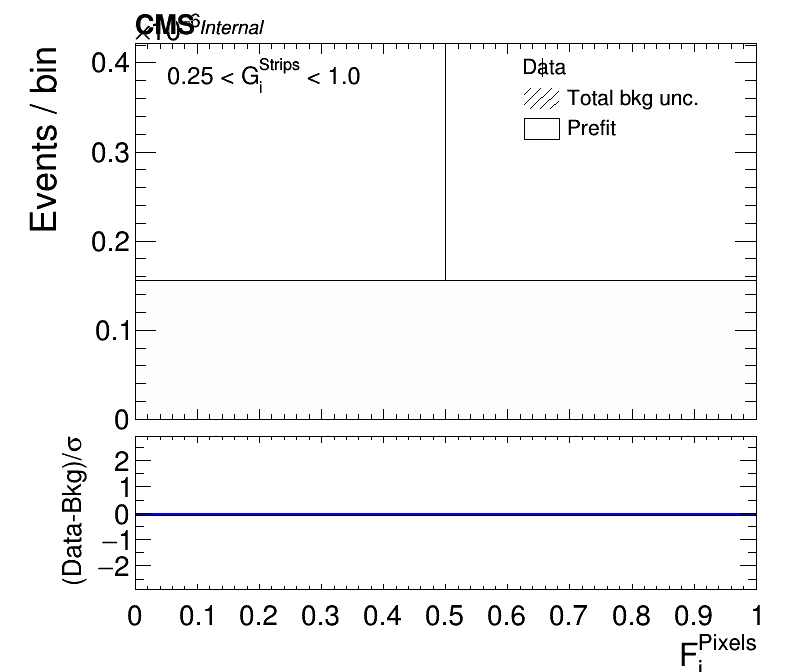 CMS Internal
×10⁻⁶
Events / bin
0.25 < G_i^Strips < 1.0
Data
Total bkg unc.
Prefit
0.4
0.3
0.2
0.1
0
(Data-Bkg)/σ
2
1
0
−1
−2
0 0.1 0.2 0.3 0.4 0.5 0.6 0.7 0.8 0.9 1
F_i^Pixels